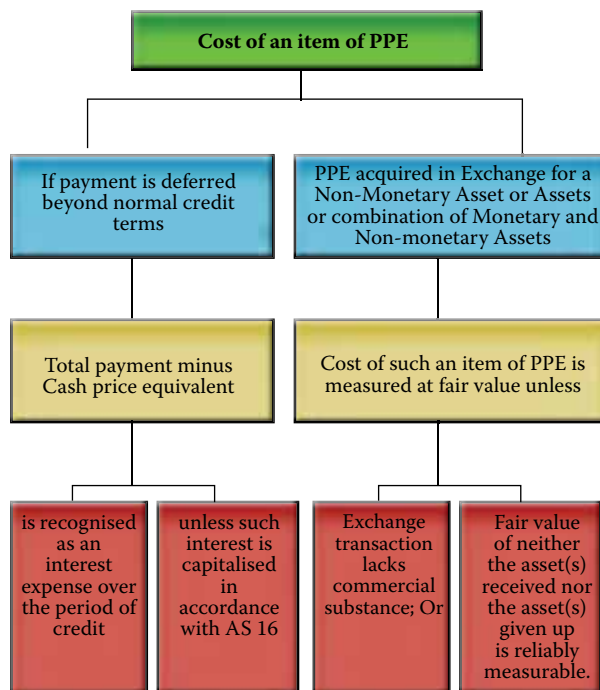 Cost of an item of PPE
If payment is deferred
beyond normal credit
terms
PPE acquired in Exchange for a
Non-Monetary Asset or Assets
or combination of Monetary and
Non-monetary Assets
Total payment minus
Cash price equivalent
Cost of such an item of PPE is
measured at fair value unless
is recognised
as an
interest
expense over
the period of
credit
unless such
interest is
capitalised
in
accordance
with AS 16
Exchange
transaction
lacks
commercial
substance; Or
Fair value
of neither
the asset(s)
received nor
the asset(s)
given up
is reliably
measurable.